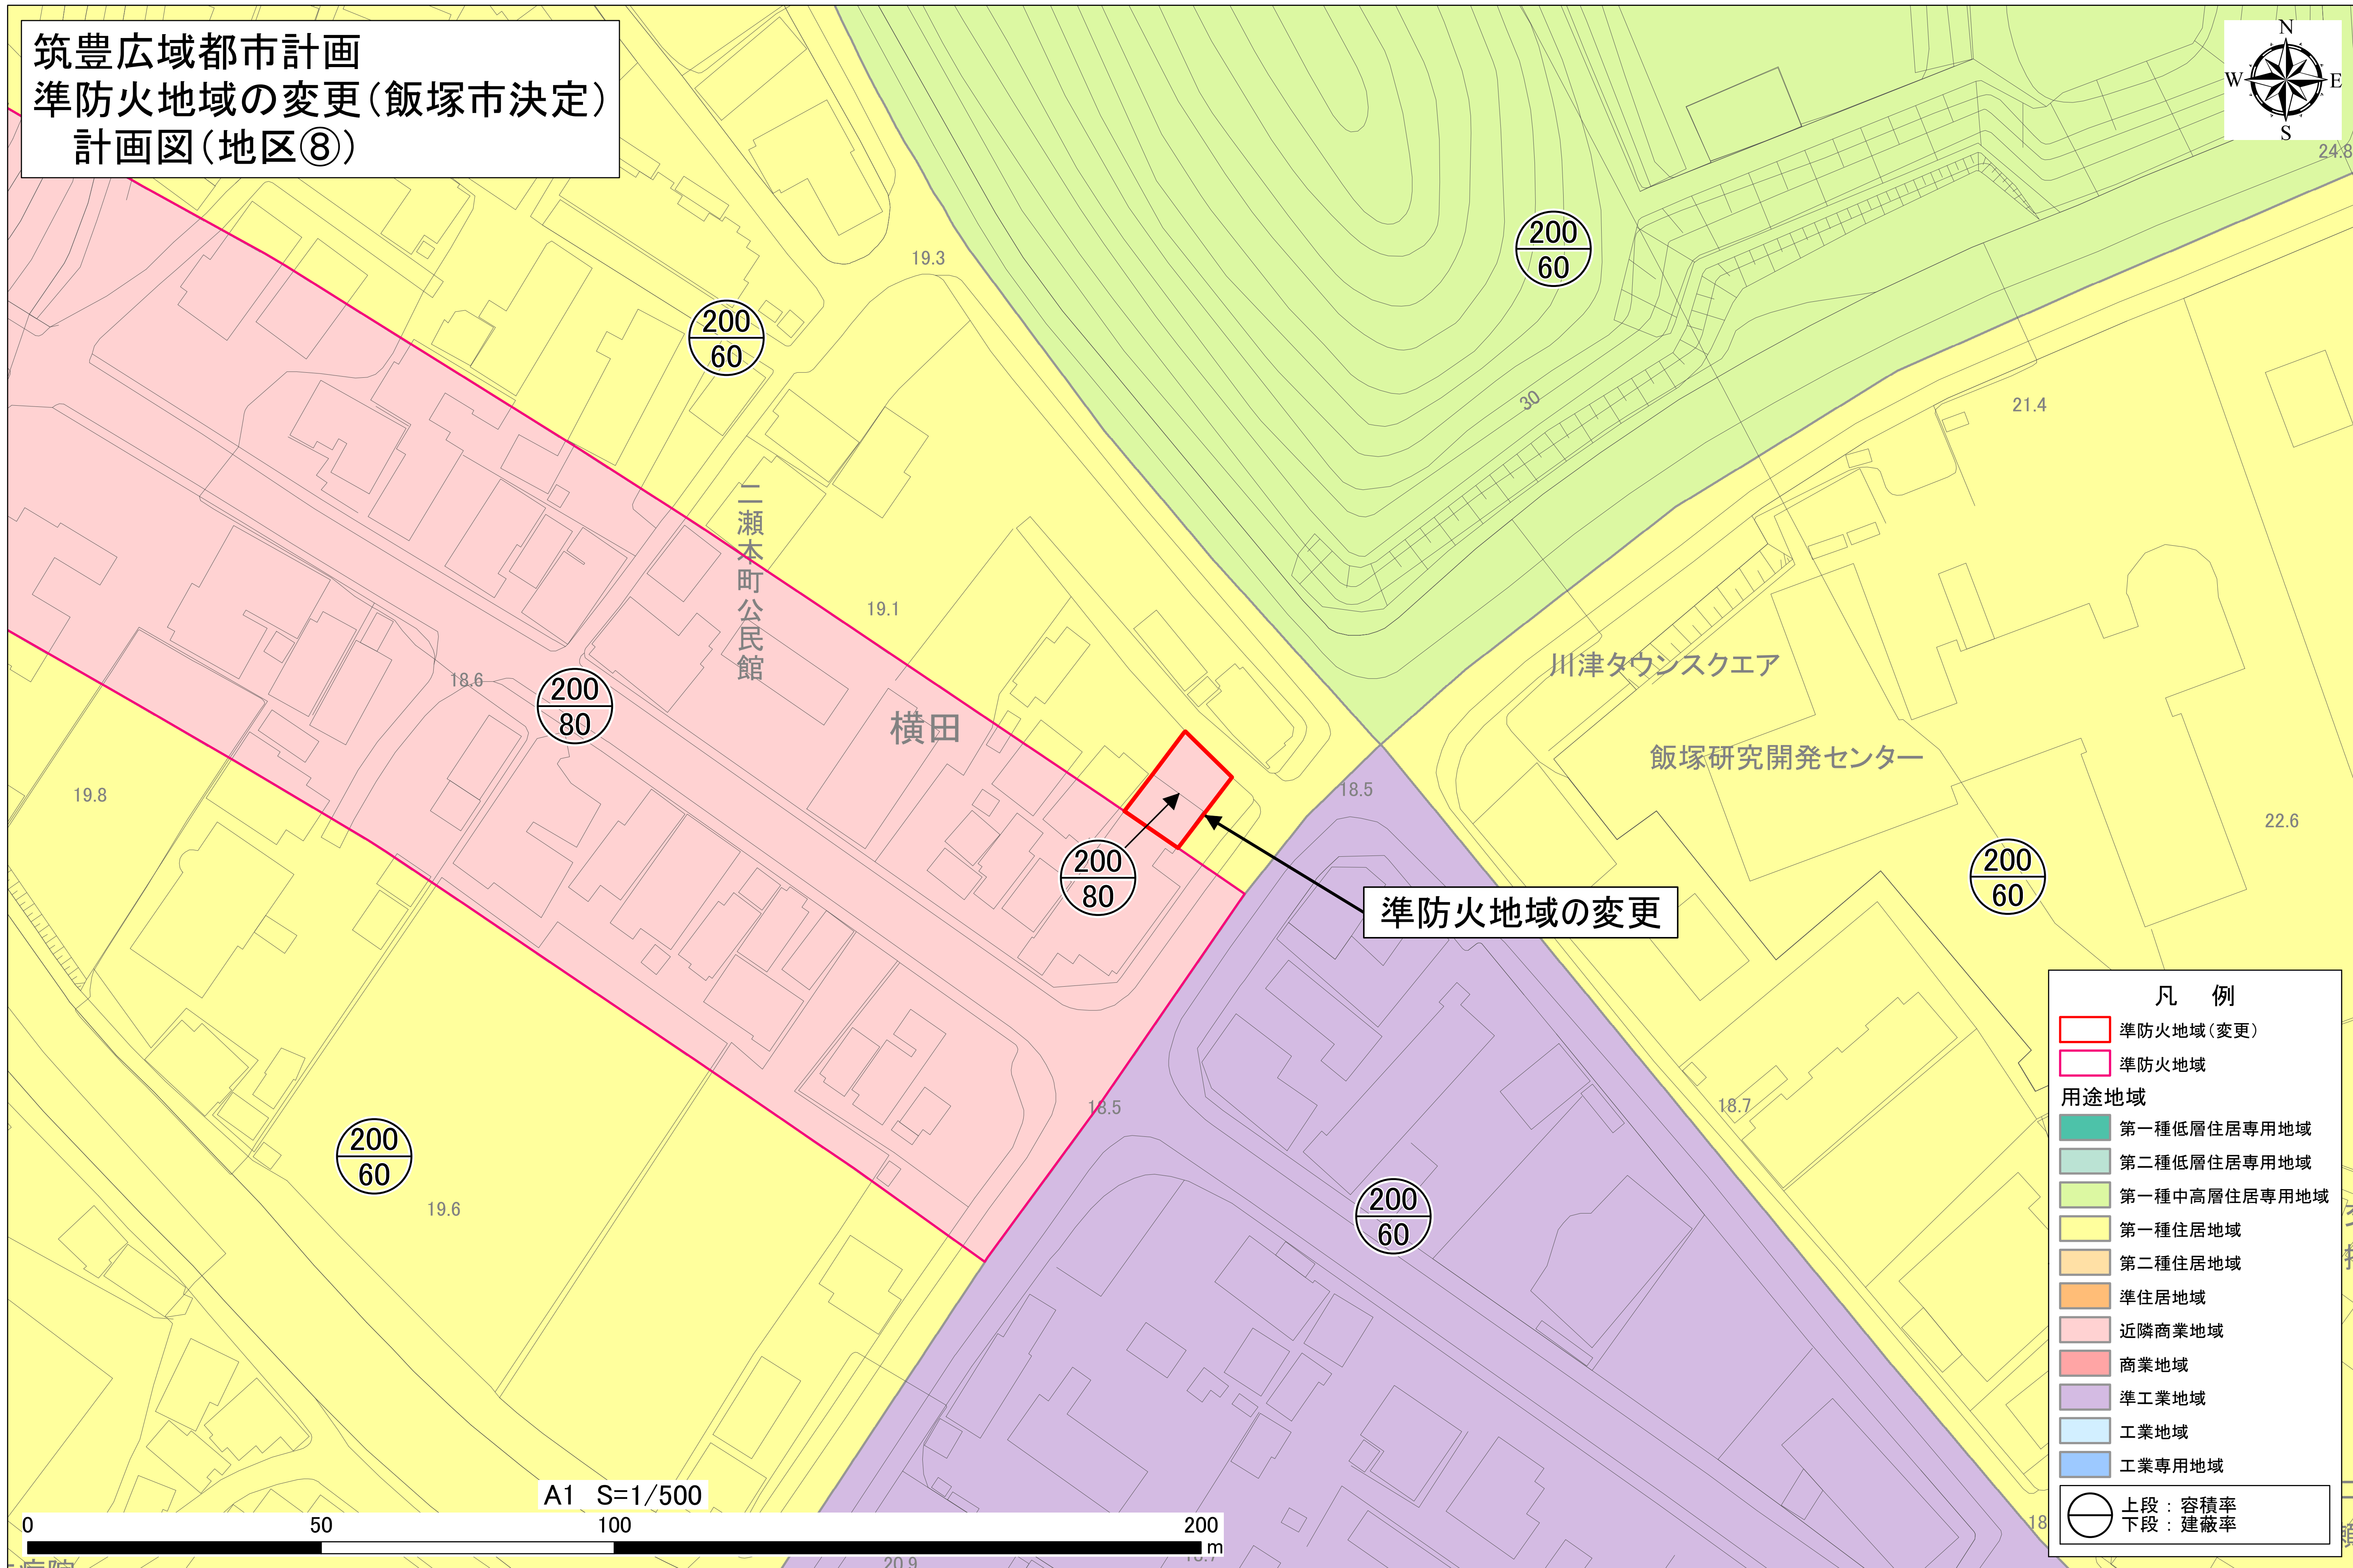 筑豊広域都市計画
準防火地域の変更(飯塚市決定)
計画図(地区⑧)
N
W
E
S
24.8
200
60
19.3
200
60
30
21.4
二瀬本町公民館
19.1
川津タウンスクエア
18.6
200
80
横田
飯塚研究開発センター
19.8
18.5
22.6
200
80
200
60
準防火地域の変更
18.5
18.7
200
60
19.6
200
60
凡 例
準防火地域(変更)
準防火地域
用途地域
第一種低層住居専用地域
第二種低層住居専用地域
第一種中高層住居専用地域
第一種住居地域
第二種住居地域
準住居地域
近隣商業地域
商業地域
準工業地域
工業地域
工業専用地域
上段 : 容積率
下段 : 建蔽率
A1 S=1/500
0
50
100
200
m
20.9
18.7
病院